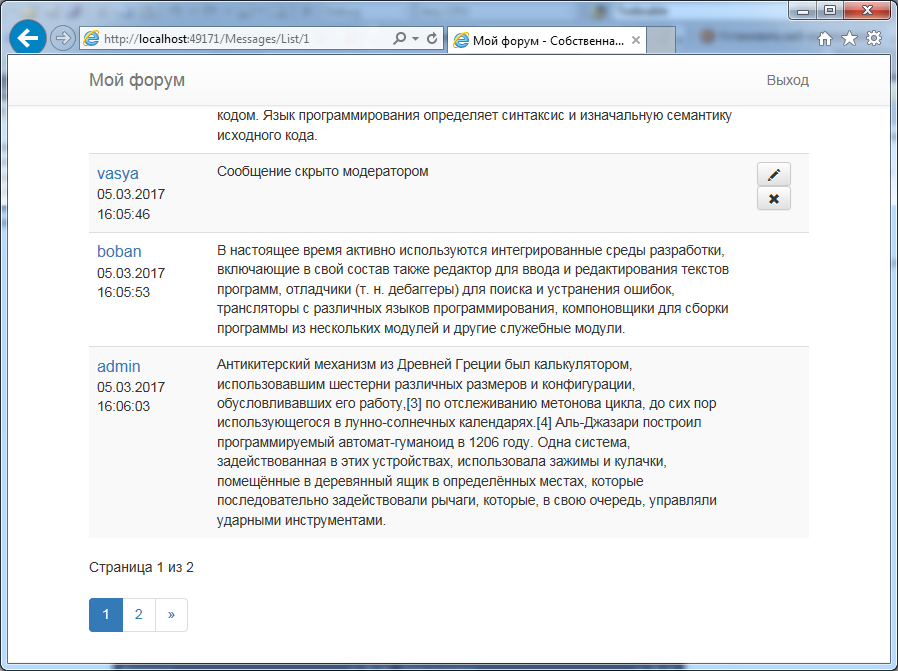 http://localhost:49171/Messages/List/1
Мой форум - Собственна...
Мой форум
Выход
кодом. Язык программирования определяет синтаксис и изначальную семантику
исходного кода.
vasya
05.03.2017
16:05:46
Сообщение скрыто модератором
boban
05.03.2017
16:05:53
В настоящее время активно используются интегрированные среды разработки,
включающие в свой состав также редактор для ввода и редактирования текстов
программ, отладчики (т. н. дебаггеры) для поиска и устранения ошибок,
трансляторы с различных языков программирования, компоновщики для сборки
программы из нескольких модулей и другие служебные модули.
admin
05.03.2017
16:06:03
Антикитерский механизм из Древней Греции был калькулятором,
использовавшим шестерни различных размеров и конфигурации,
обусловливавших его работу,[3] по отслеживанию метонова цикла, до сих пор
использующегося в лунно-солнечных календарях.[4] Аль-Джазари построил
программируемый автомат-гуманоид в 1206 году. Одна система,
задействованная в этих устройствах, использовала зажимы и кулачки,
помещённые в деревянный ящик в определённых местах, которые
последовательно задействовали рычаги, которые, в свою очередь, управляли
ударными инструментами.
Страница 1 из 2
1 2 »